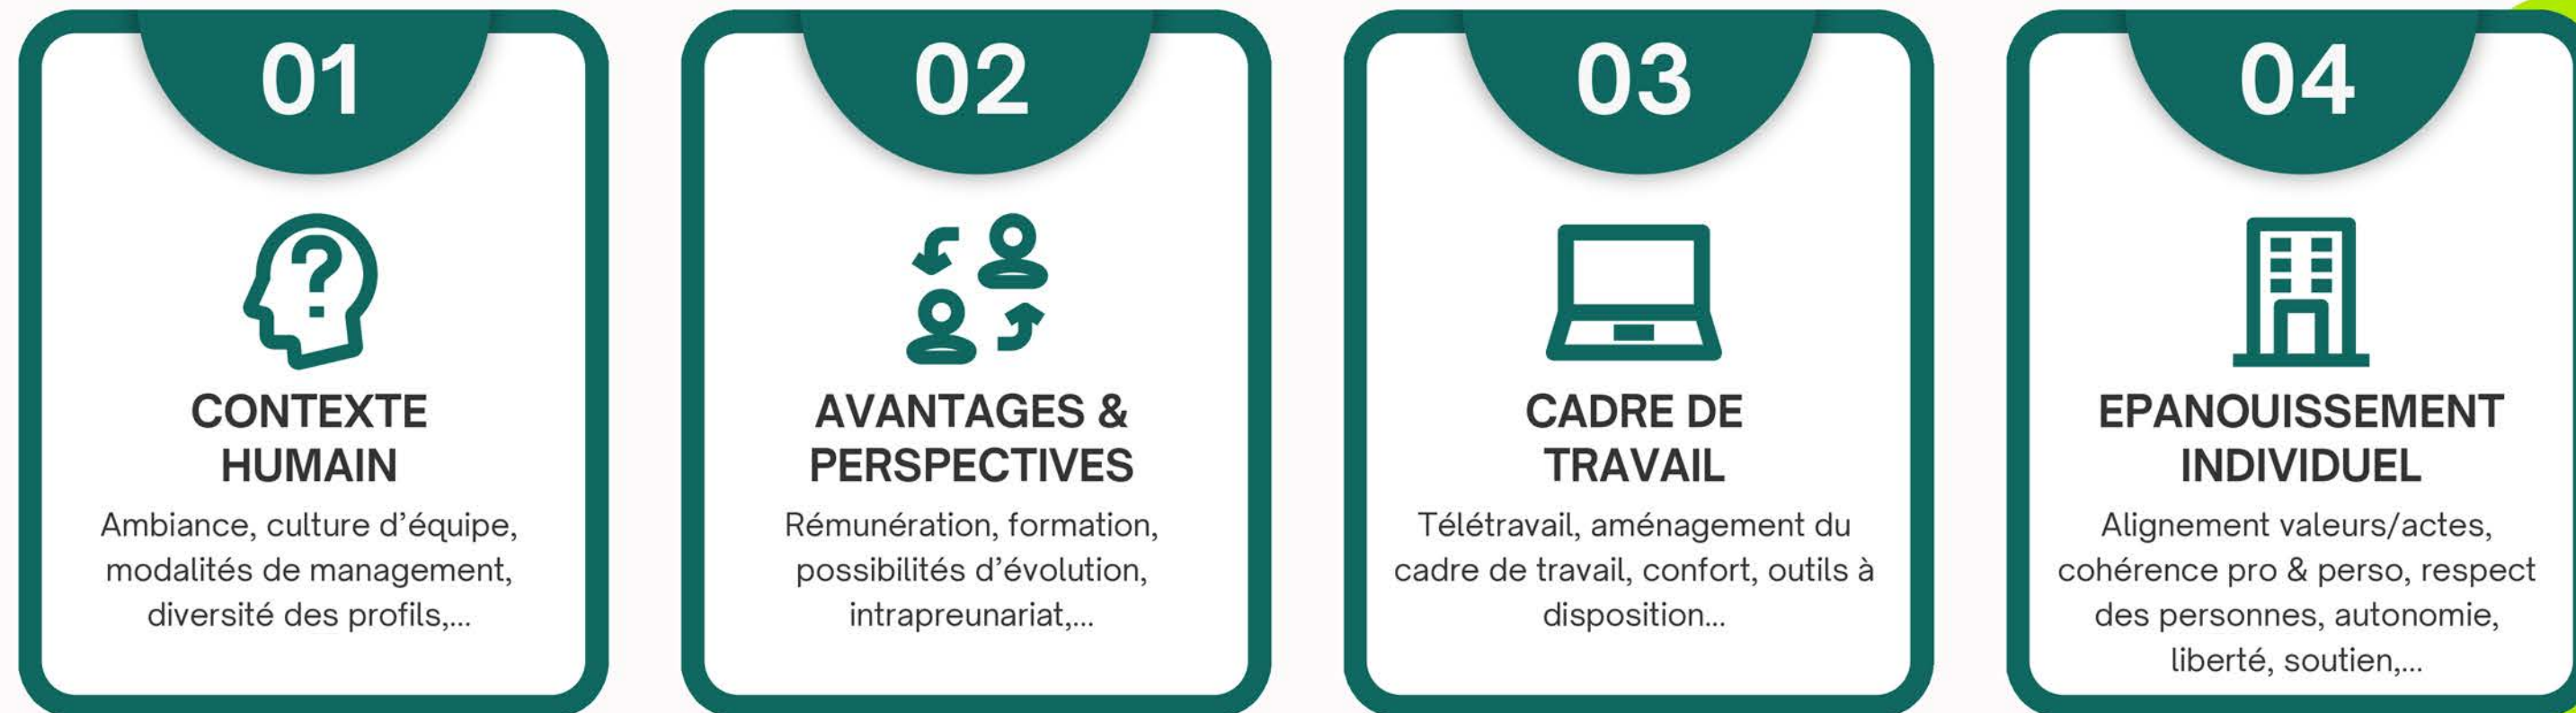 01
CONTEXTE
HUMAIN
Ambiance, culture d’équipe,
modalités de management,
diversité des profils,...
02
AVANTAGES &
PERSPECTIVES
Rémunération, formation,
possibilités d’évolution,
intrapreunariat,...
03
CADRE DE
TRAVAIL
Télétravail, aménagement du
cadre de travail, confort, outils à
disposition...
04
EPANOUISSEMENT
INDIVIDUEL
Alignement valeurs/actes,
cohérence pro & perso, respect
des personnes, autonomie,
liberté, soutien,...